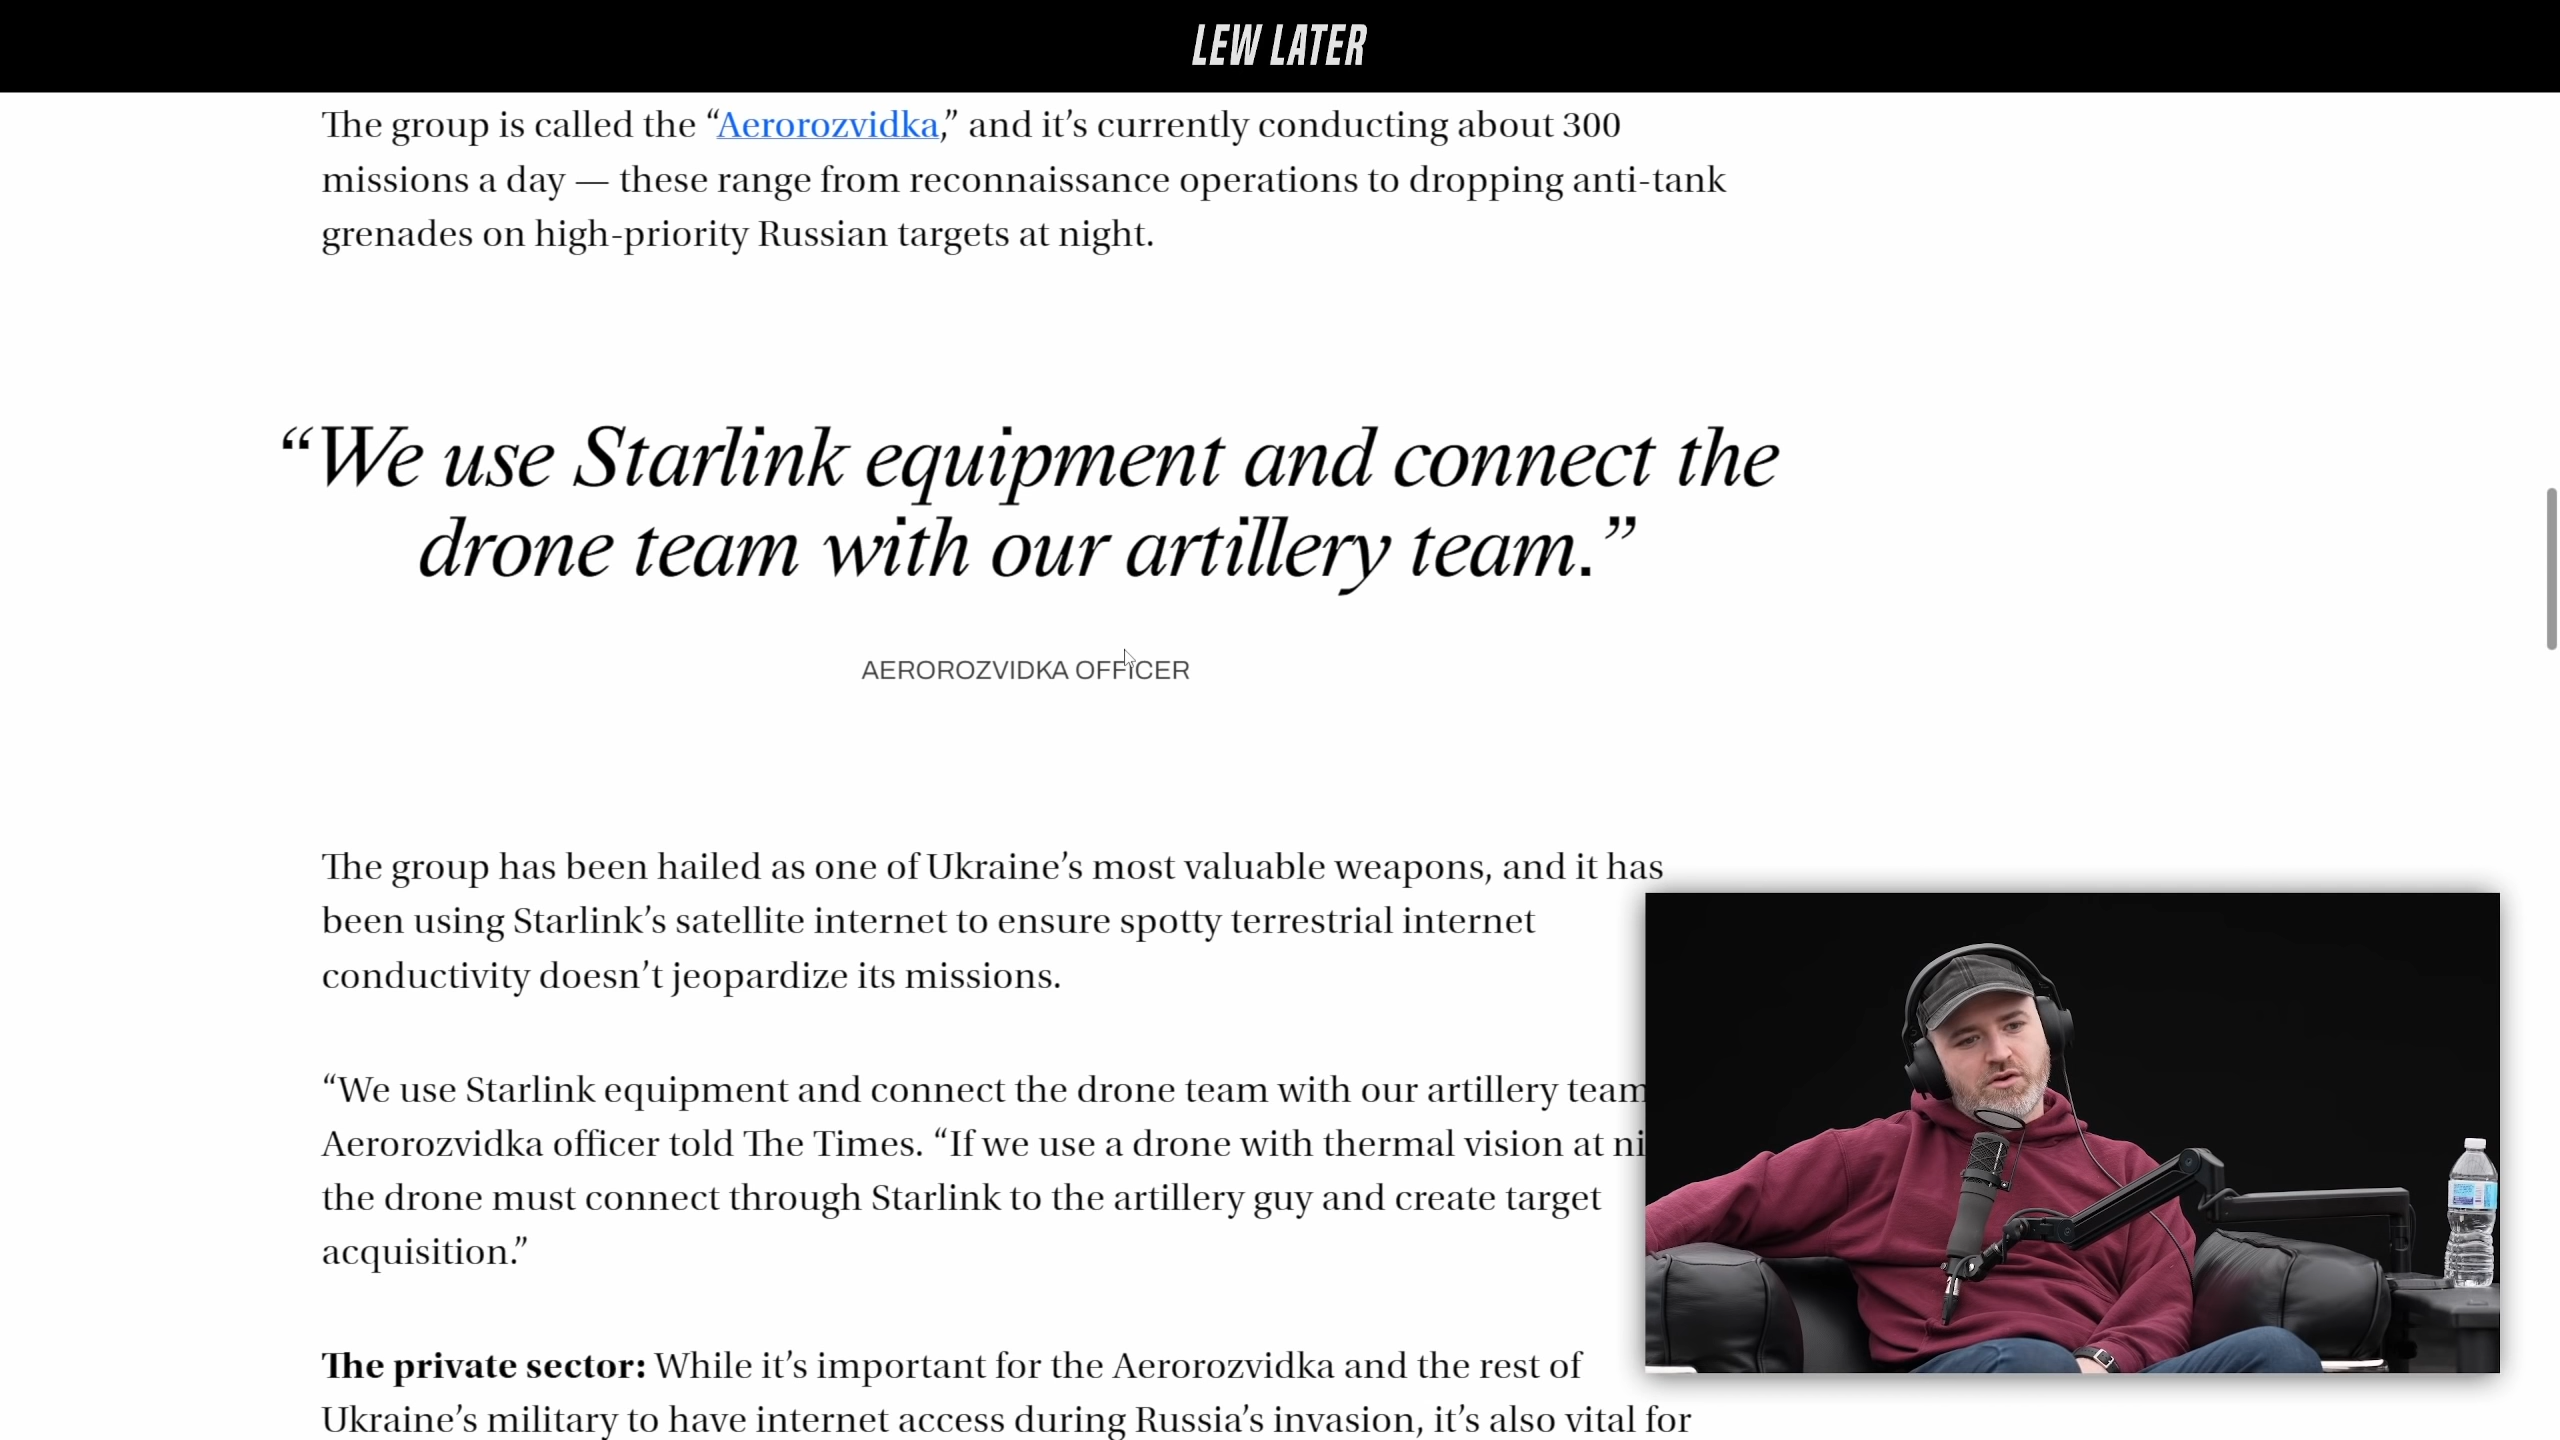 LEW LATER
The group is called the “Aerorozvidka,” and it’s currently conducting about 300
missions a day — these range from reconnaissance operations to dropping anti-tank
grenades on high-priority Russian targets at night.
“We use Starlink equipment and connect the
drone team with our artillery team.”
AEROROZVIDKA OFFICER
The group has been hailed as one of Ukraine’s most valuable weapons, and it has
been using Starlink’s satellite internet to ensure spotty terrestrial internet
conductivity doesn’t jeopardize its missions.
“We use Starlink equipment and connect the drone team with our artillery team
Aerorozvidka officer told The Times. “If we use a drone with thermal vision at ni
the drone must connect through Starlink to the artillery guy and create target
acquisition.”
The private sector: While it’s important for the Aerorozvidka and the rest of
Ukraine’s military to have internet access during Russia’s invasion, it’s also vital for